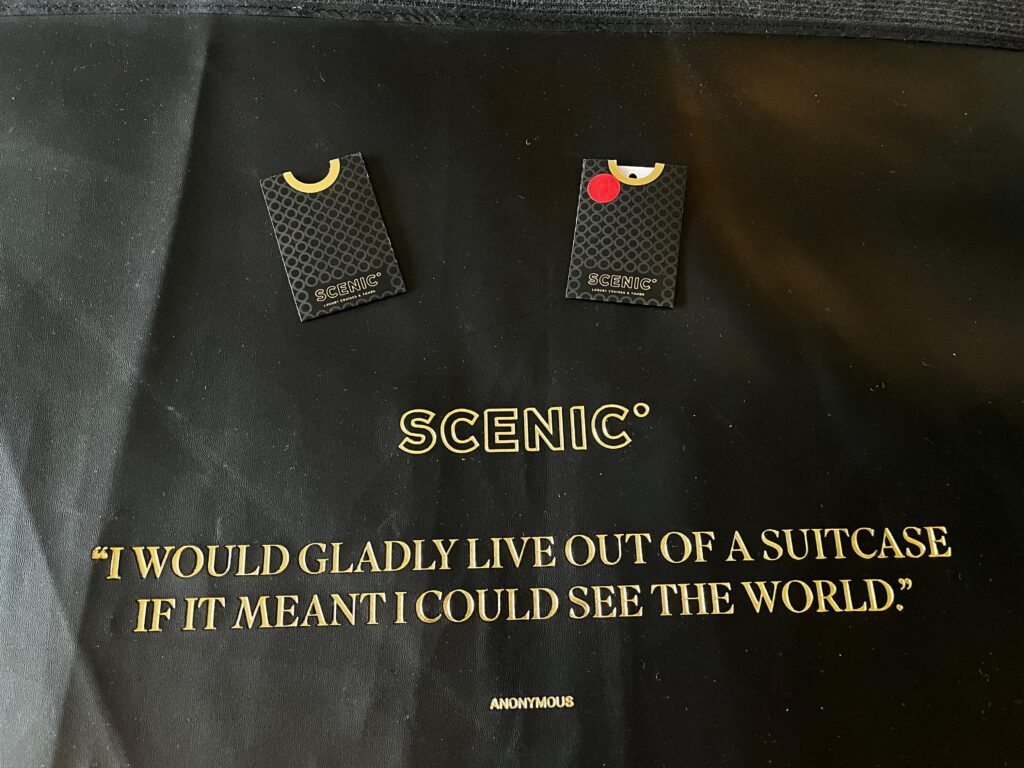 SCENIC°
LUXURY CRUISES & TOURS
SCENIC°
LUXURY CRUISES & TOURS
SCENIC°
“I WOULD GLADLY LIVE OUT OF A SUITCASE
IF IT MEANT I COULD SEE THE WORLD.”
ANONYMOUS